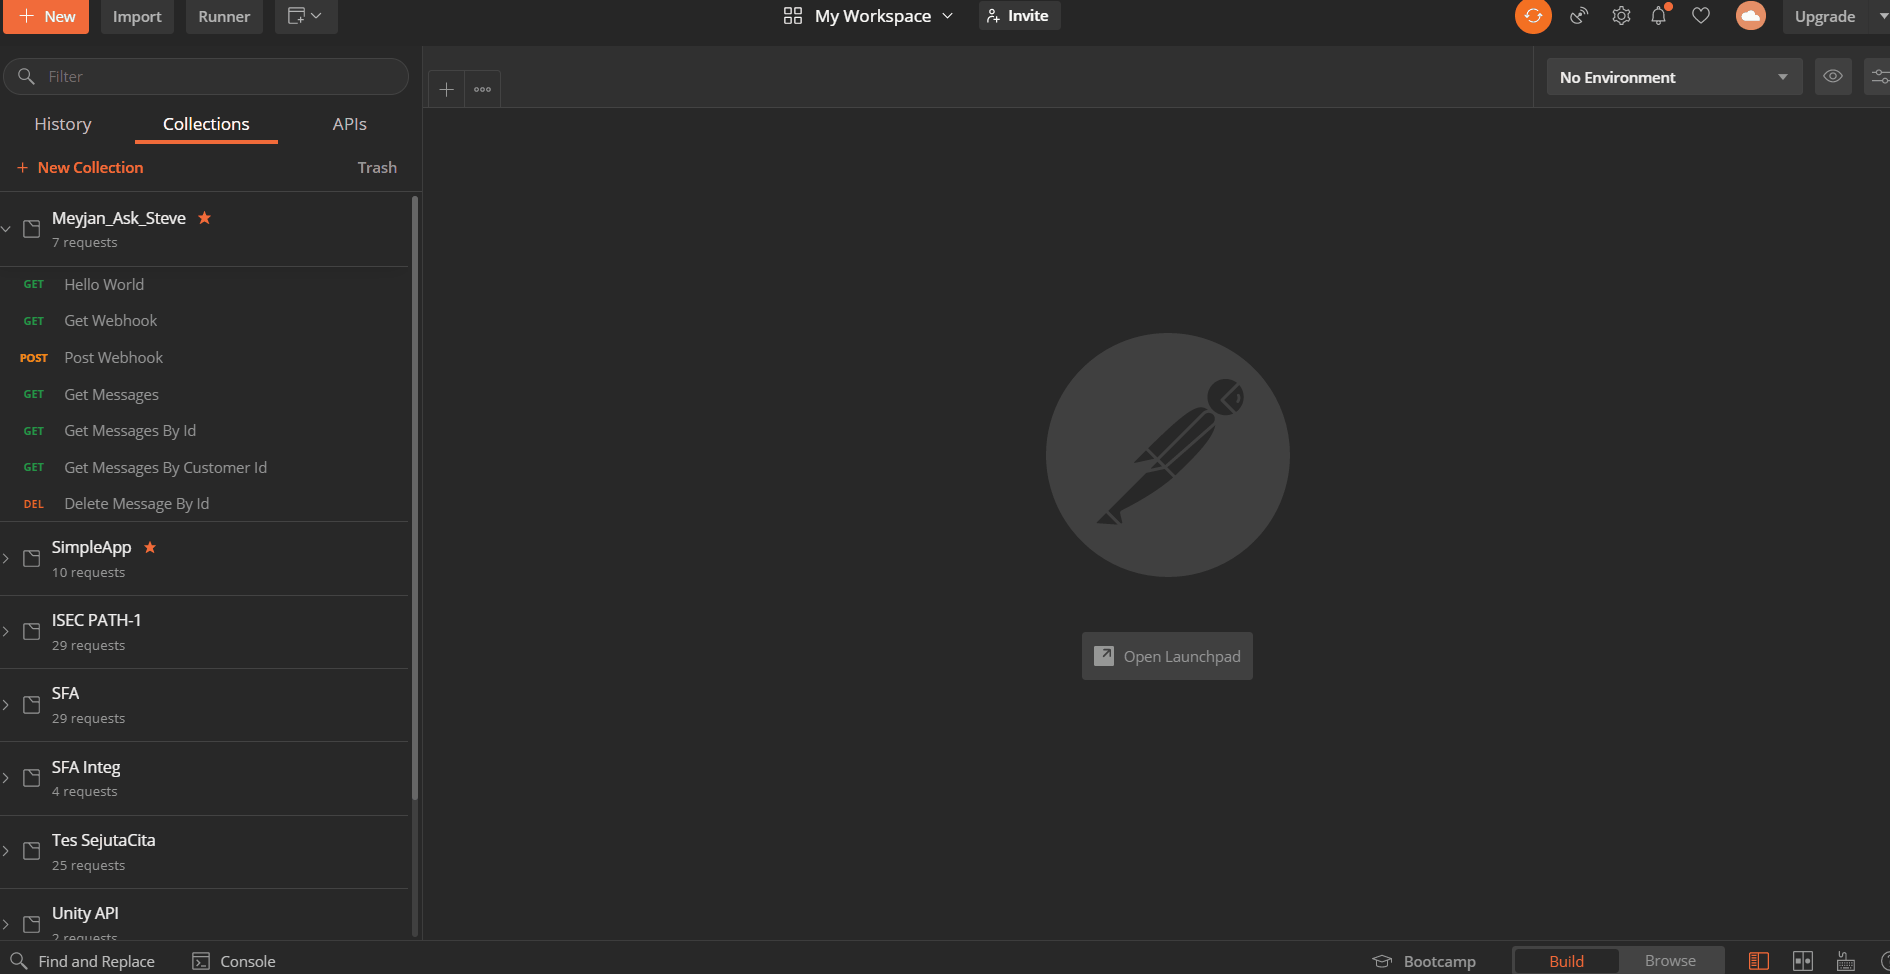 New Import Runner My Workspace Invite Upgrade
Filter
No Environment
History Collections APIs
New Collection Trash
Meyjan_Ask_Steve
7 requests
GET Hello World
GET Get Webhook
POST Post Webhook
GET Get Messages
GET Get Messages By Id
GET Get Messages By Customer Id
DEL Delete Message By Id
SimpleApp
10 requests
ISEC PATH-1
29 requests
SFA
29 requests
SFA Integ
4 requests
Tes SejutaCita
25 requests
Unity API
2 requests
Open Launchpad
Find and Replace Console Bootcamp Build Browse